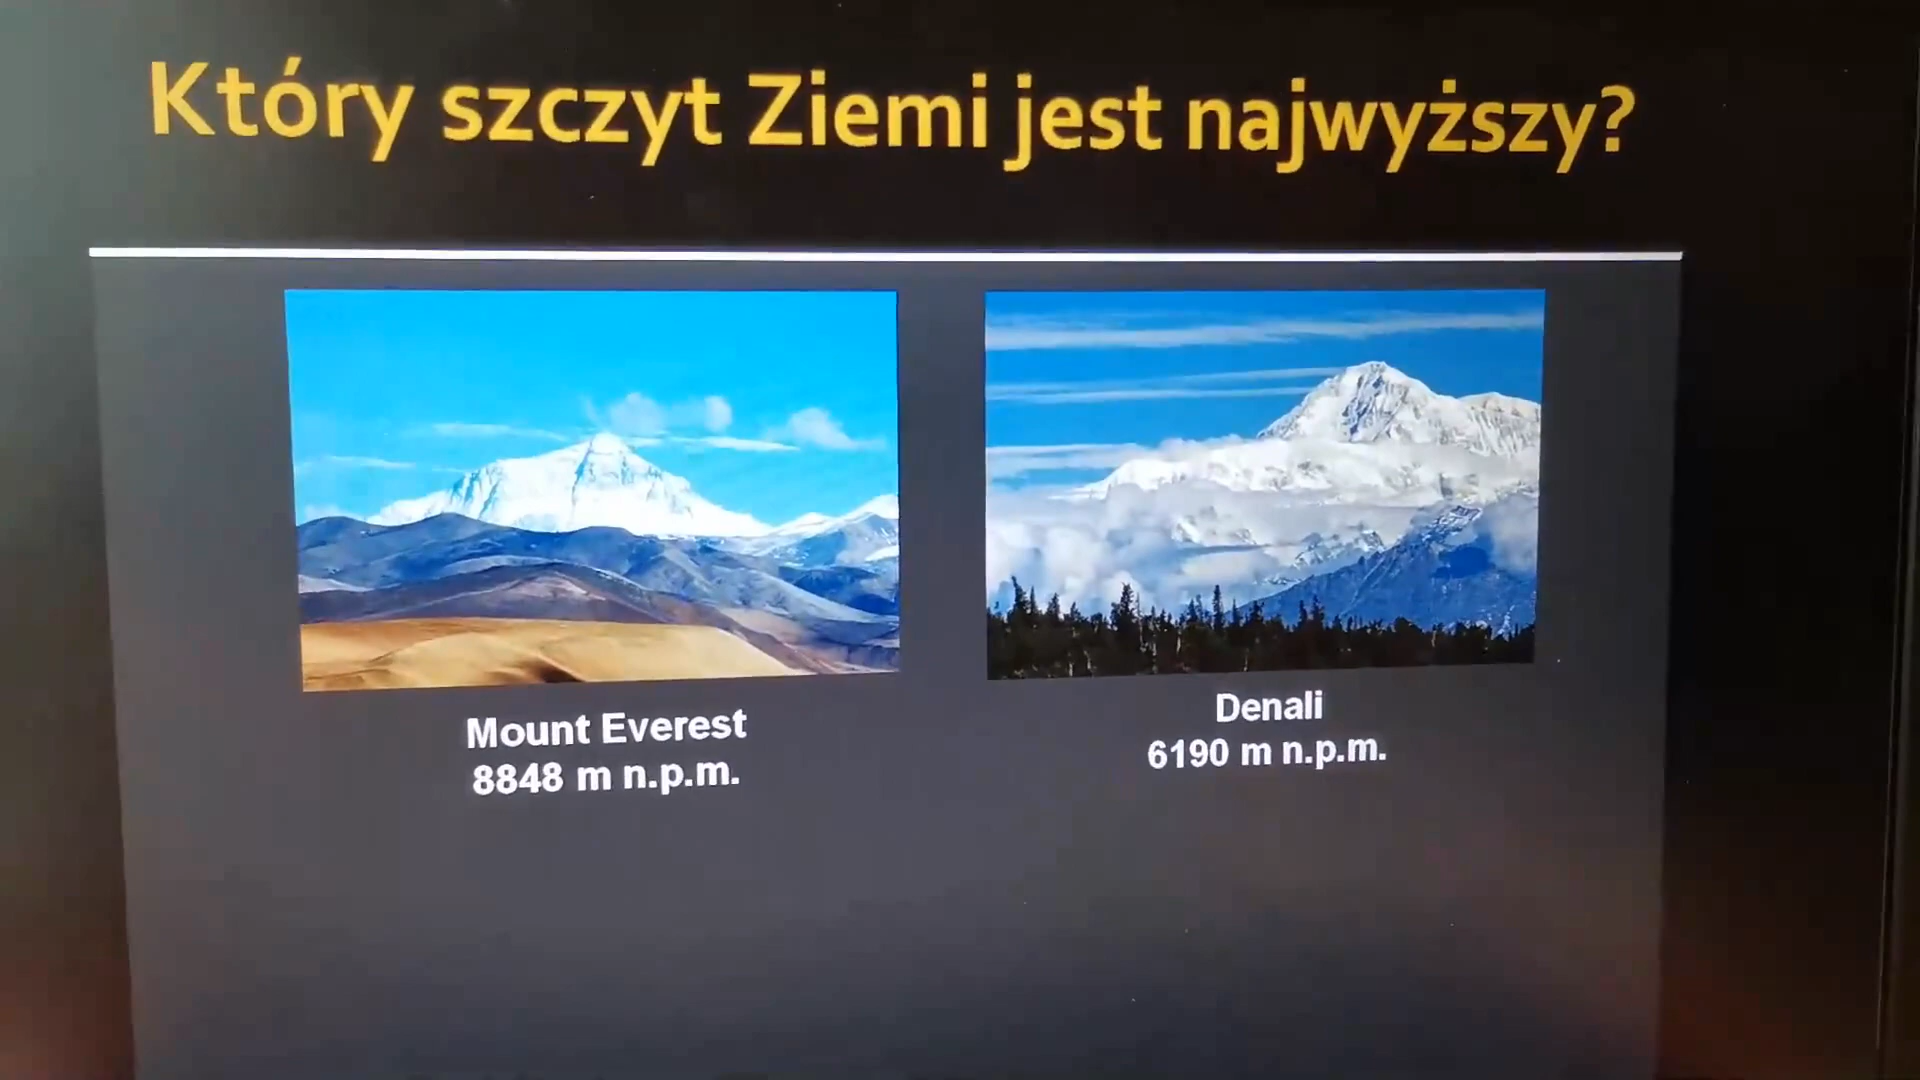 Który szczyt Ziemi jest najwyższy?
Mount Everest
8848 m n.p.m.
Denali
6190 m n.p.m.